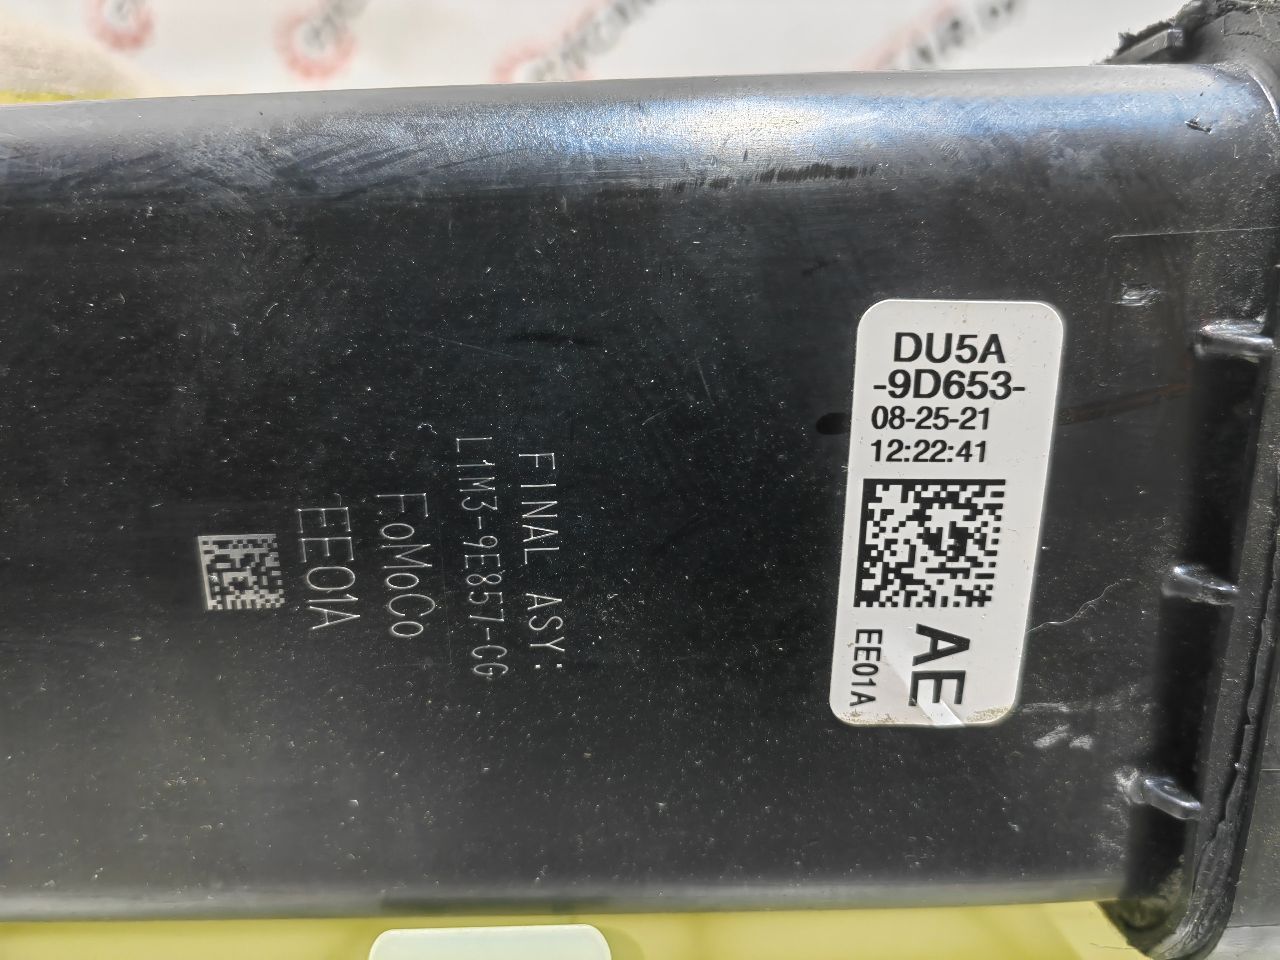 DU5A
-9D653-
08-25-21
12:22:41
AE
EE01A
FINAL ASY:
L1M3-9E857-CG
FoMoCo
EE01A